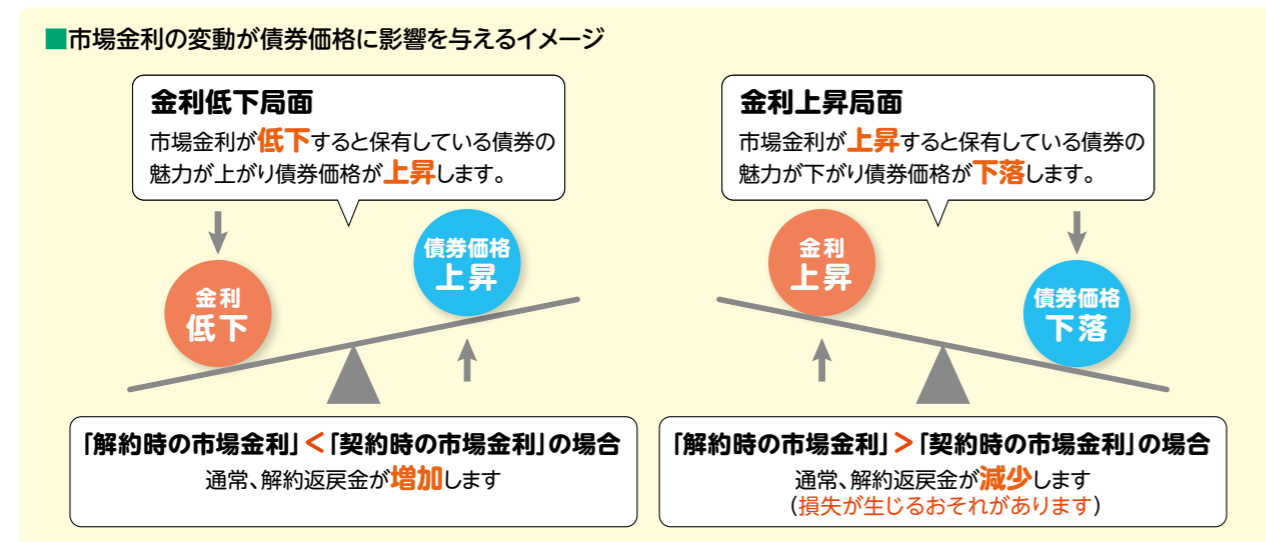 ■市場金利の変動が債券価格に影響を与えるイメージ
金利低下局面
市場金利が低下すると保有している債券の
魅力が上がり債券価格が上昇します。
金利
低下
債券価格
上昇
「解約時の市場金利」<「契約時の市場金利」の場合
通常、解約返戻金が増加します
金利上昇局面
市場金利が上昇すると保有している債券の
魅力が下がり債券価格が下落します。
金利
上昇
債券価格
下落
「解約時の市場金利」>「契約時の市場金利」の場合
通常、解約返戻金が減少します
(損失が生じるおそれがあります)